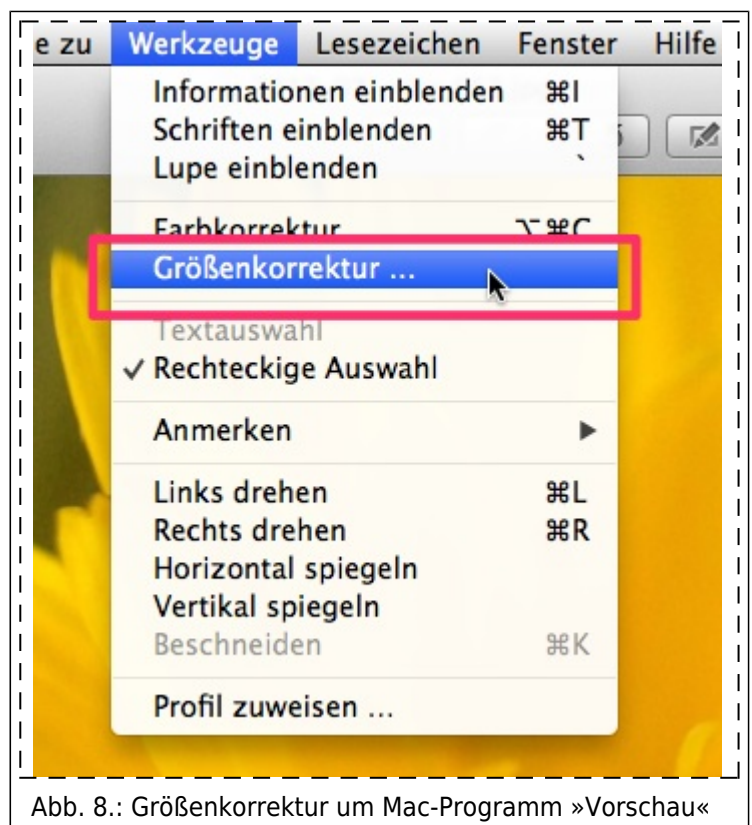 e zu Werkzeuge Lesezeichen Fenster Hilfe
Informationen einblenden ⌘I
Schriften einblenden ⌘T
Lupe einblenden `
Farbkorrektur ⌥⌘C
Größenkorrektur ...
Textauswahl
✓ Rechteckige Auswahl
Anmerken ▶
Links drehen ⌘L
Rechts drehen ⌘R
Horizontal spiegeln
Vertikal spiegeln
Beschneiden ⌘K
Profil zuweisen ...
Abb. 8.: Größenkorrektur um Mac-Programm »Vorschau«